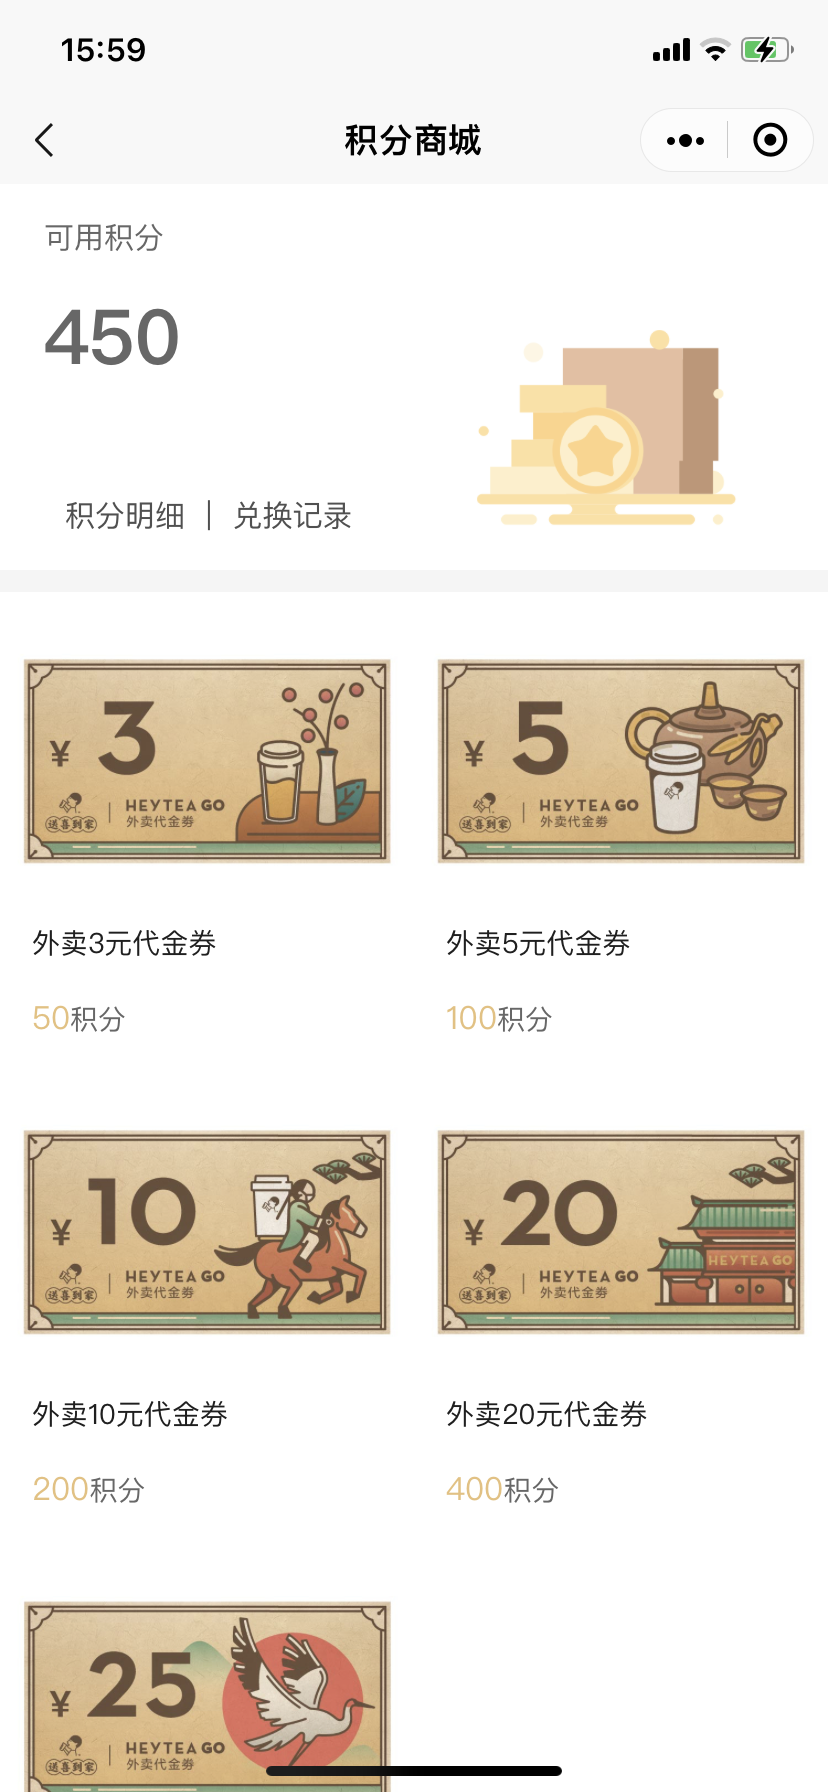 15:59
积分商城
可用积分
450
积分明细 | 兑换记录
¥ 3
送喜到家 | HEYTEA GO
外卖代金券
¥ 5
送喜到家 | HEYTEA GO
外卖代金券
外卖3元代金券
外卖5元代金券
50积分
100积分
¥ 10
送喜到家 | HEYTEA GO
外卖代金券
¥ 20
送喜到家 | HEYTEA GO
外卖代金券
HEYTEA GO
外卖10元代金券
外卖20元代金券
200积分
400积分
¥ 25
送喜到家 | HEYTEA GO
外卖代金券